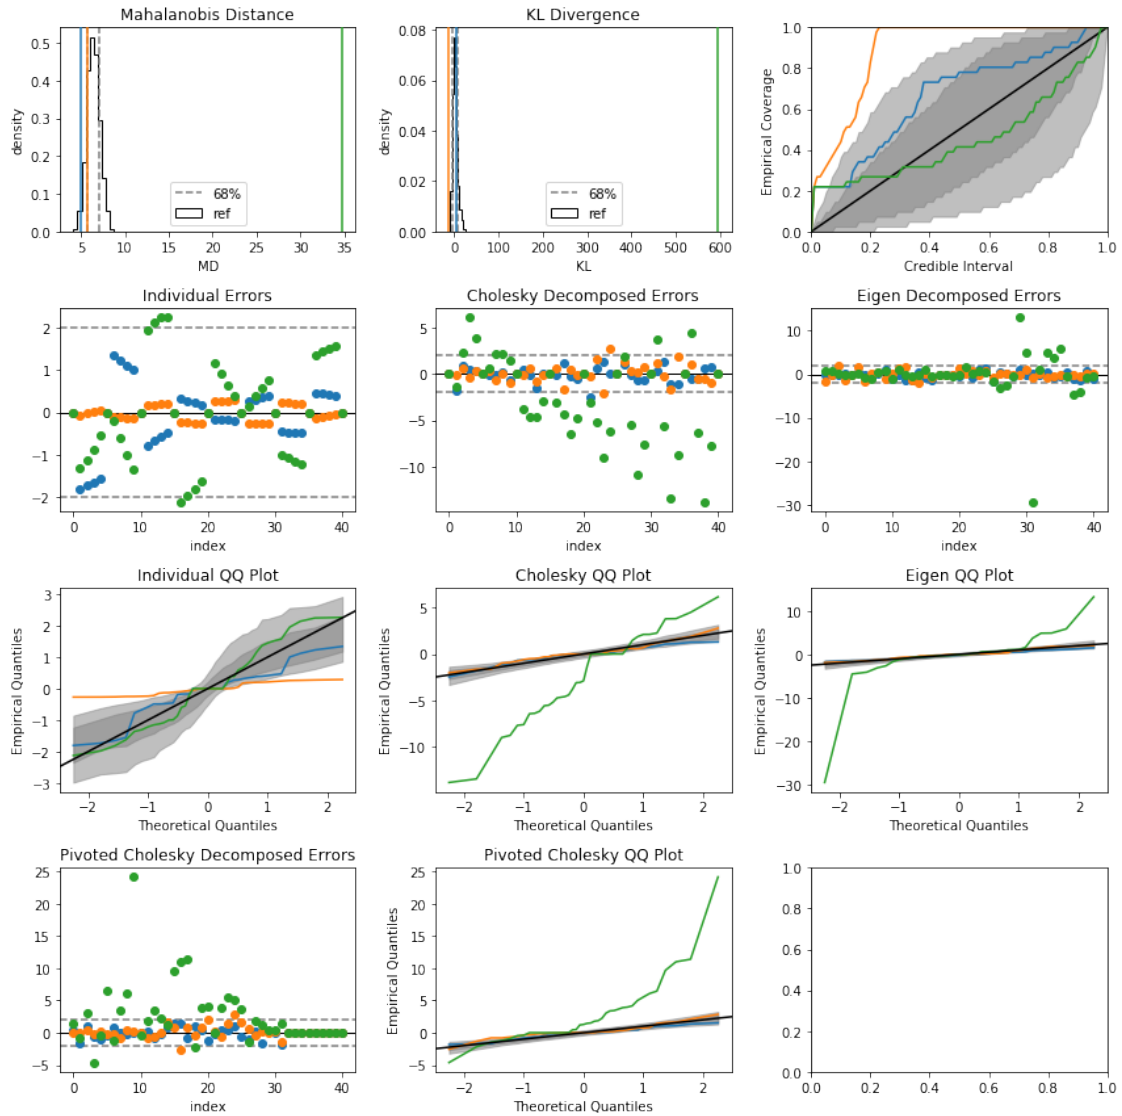 Mahalanobis Distance
density
0.5
0.4
0.3
0.2
0.1
0.0
68%
ref
5 10 15 20 25 30 35
MD
KL Divergence
density
0.08
0.06
0.04
0.02
0.00
68%
ref
0 100 200 300 400 500 600
KL
Empirical Coverage
1.0
0.8
0.6
0.4
0.2
0.0
0.0 0.2 0.4 0.6 0.8 1.0
Credible Interval
Individual Errors
2
1
0
−1
−2
0 10 20 30 40
index
Cholesky Decomposed Errors
5
0
−5
−10
0 10 20 30 40
index
Eigen Decomposed Errors
10
0
−10
−20
−30
0 10 20 30 40
index
Individual QQ Plot
Empirical Quantiles
3
2
1
0
−1
−2
−3
−2 −1 0 1 2
Theoretical Quantiles
Cholesky QQ Plot
Empirical Quantiles
5
0
−5
−10
−2 −1 0 1 2
Theoretical Quantiles
Eigen QQ Plot
Empirical Quantiles
10
0
−10
−20
−30
−2 −1 0 1 2
Theoretical Quantiles
Pivoted Cholesky Decomposed Errors
25
20
15
10
5
0
−5
0 10 20 30 40
index
Pivoted Cholesky QQ Plot
Empirical Quantiles
25
20
15
10
5
0
−5
−2 −1 0 1 2
Theoretical Quantiles
1.0
0.8
0.6
0.4
0.2
0.0
0.0 0.2 0.4 0.6 0.8 1.0